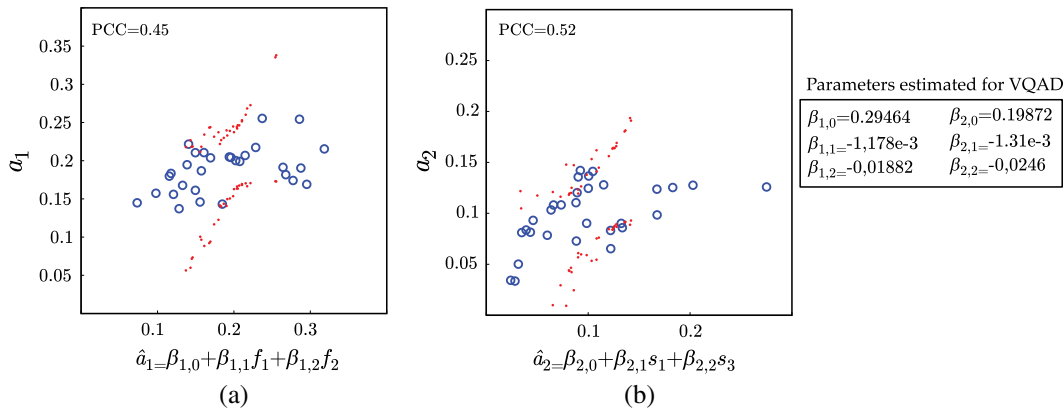 PCC=0.45
0.35
0.3
0.25
0.2
0.15
0.1
0.05
a₁
0.1 0.2 0.3
â₁₌β₁,₀+β₁,₁f₁+β₁,₂f₂
(a)
PCC=0.52
0.25
0.2
0.15
0.1
0.05
a₂
0.1 0.2
â₂₌β₂,₀+β₂,₁s₁+β₂,₂s₃
(b)
Parameters estimated for VQAD
β₁,₀=0.29464 β₂,₀=0.19872
β₁,₁₌-1,178e-3 β₂,₁₌-1.31e-3
β₁,₂₌-0,01882 β₂,₂₌-0,0246